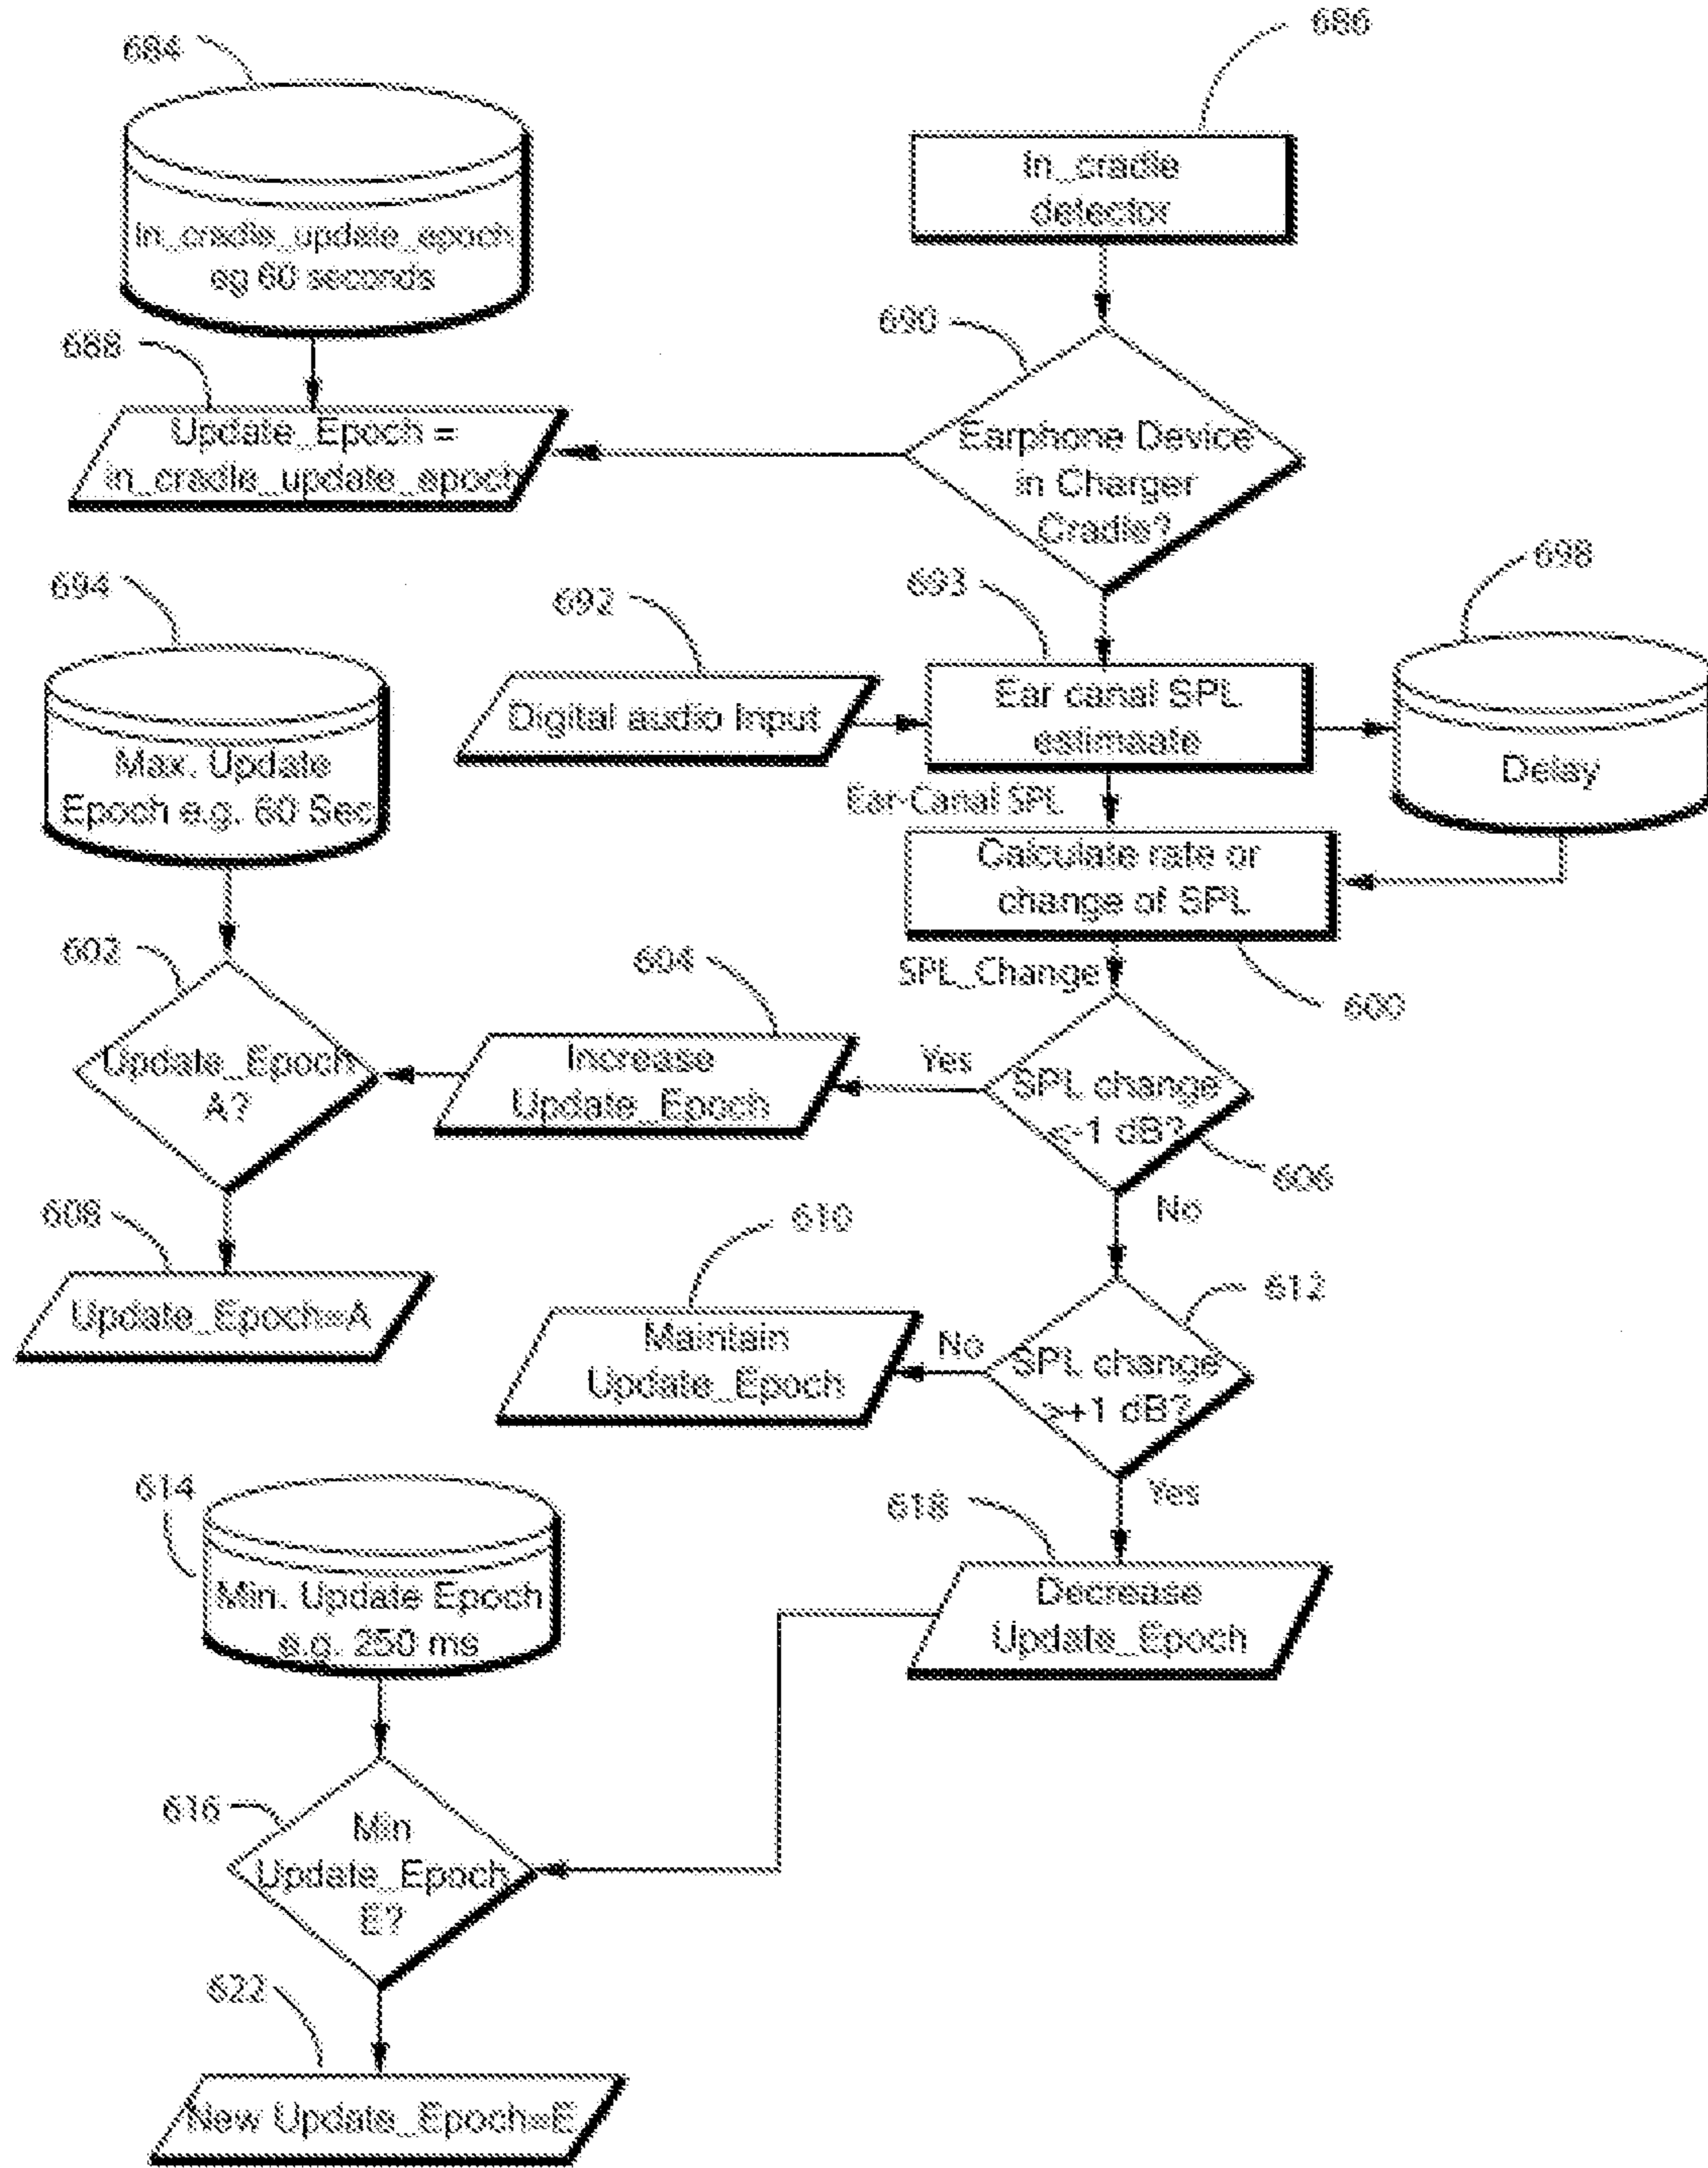 684
In_cradle_update_epoch
eg 60 seconds
686
In_cradle
detector
688
Update_Epoch =
in_cradle_update_epoch
690
Earphone Device
in Charger
Cradle?
694
Max. Update
Epoch e.g. 60 Sec
692
Digital audio Input
693
Ear canal SPL
estimaate
698
Delay
Ear-Canal SPL
Calculate rate or
change of SPL
600
SPL_Change
602
Update_Epoch
A?
604
Increase
Update_Epoch
Yes
SPL change
<-1 dB?
606
No
608
Update_Epoch=A
610
Maintain
Update_Epoch
No
612
SPL change
>+1 dB?
Yes
614
Min. Update Epoch
e.g. 250 ms
618
Decrease
Update_Epoch
616
Min
Update_Epoch
E?
622
New Update_Epoch=E